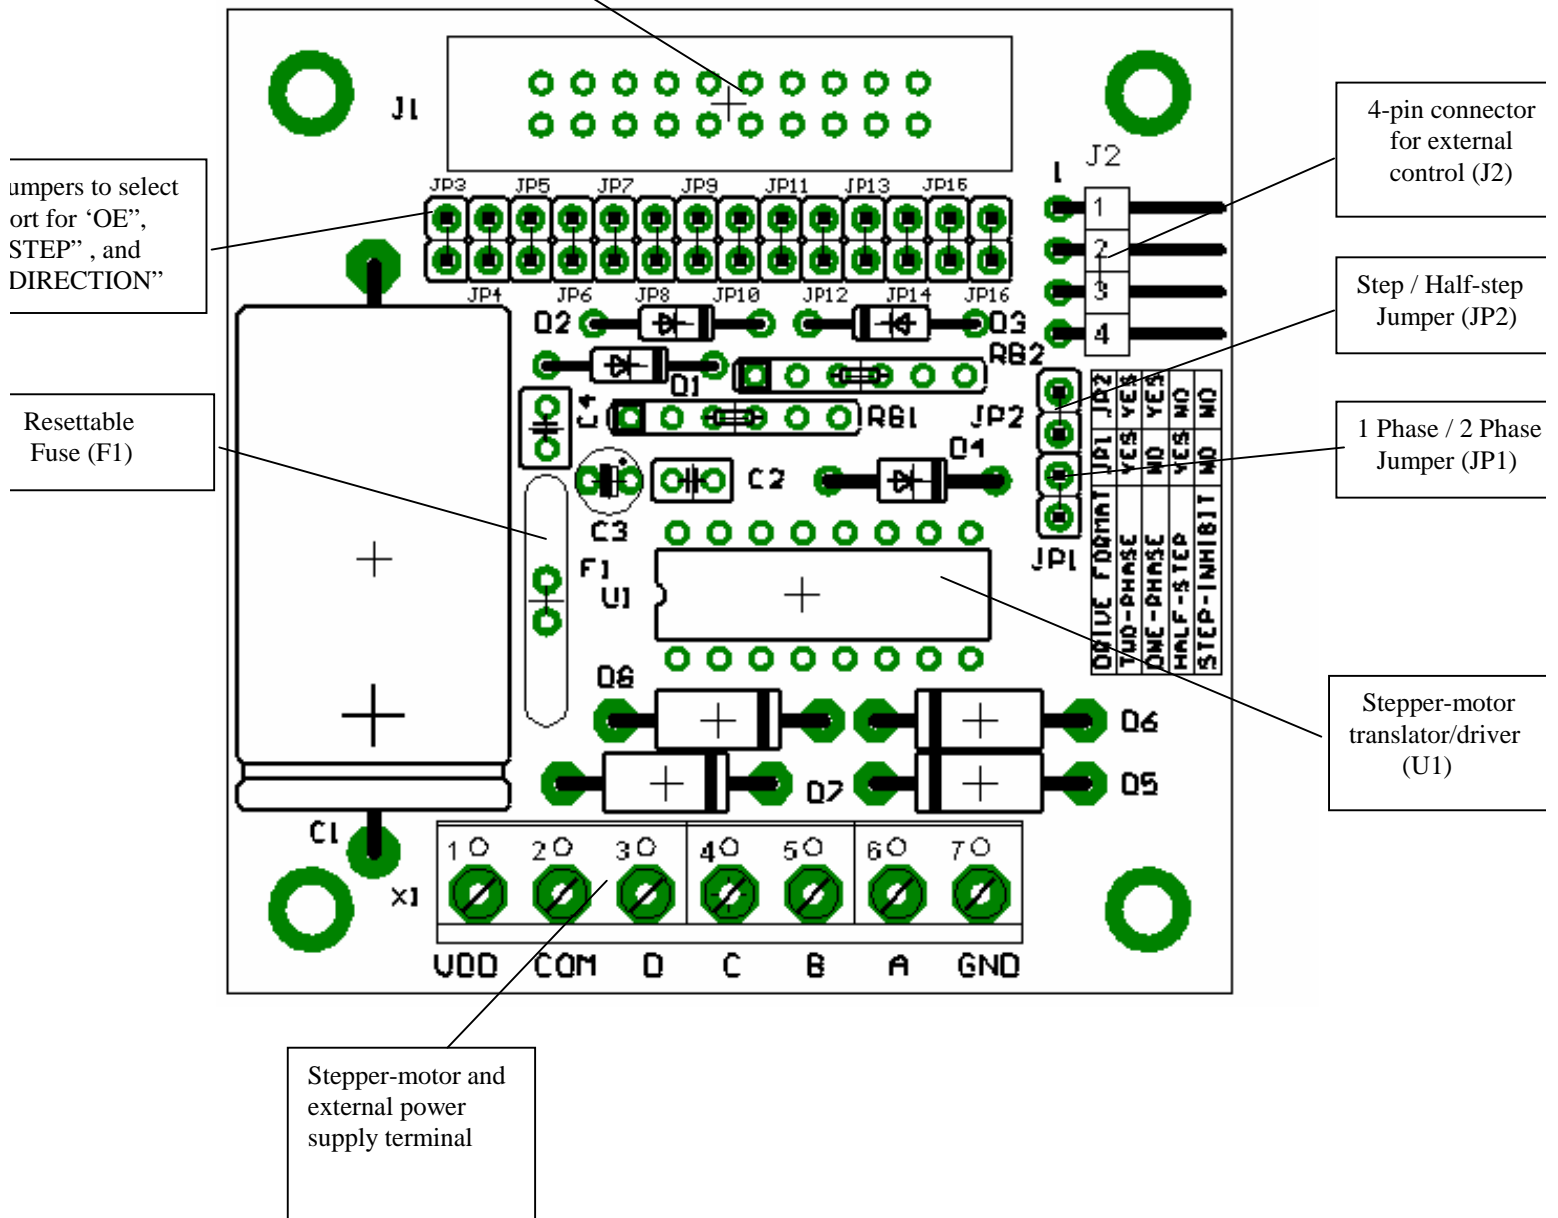 J1
JP3 JP5 JP7 JP9 JP11 JP13 JP15
JP4 JP6 JP8 JP10 JP12 JP14 JP16
umpers to select
ort for ‘OE”,
STEP” , and
DIRECTION”
4-pin connector
for external
control (J2)
J2
1
1
2
3
4
Step / Half-step
Jumper (JP2)
1 Phase / 2 Phase
Jumper (JP1)
Resettable
Fuse (F1)
D2
D3
D1
RB2
RB1
C4
C2
C3
D4
JP2
JP1
DRIVE FORMAT JP1 JP2
TWO-PHASE YES YES
ONE-PHASE NO YES
HALF-STEP YES NO
STEP-INHIBIT NO NO
F1
U1
D8
D6
D7
D5
Stepper-motor
translator/driver
(U1)
C1
X1
1 2 3 4 5 6 7
VDD COM D C B A GND
Stepper-motor and
external power
supply terminal